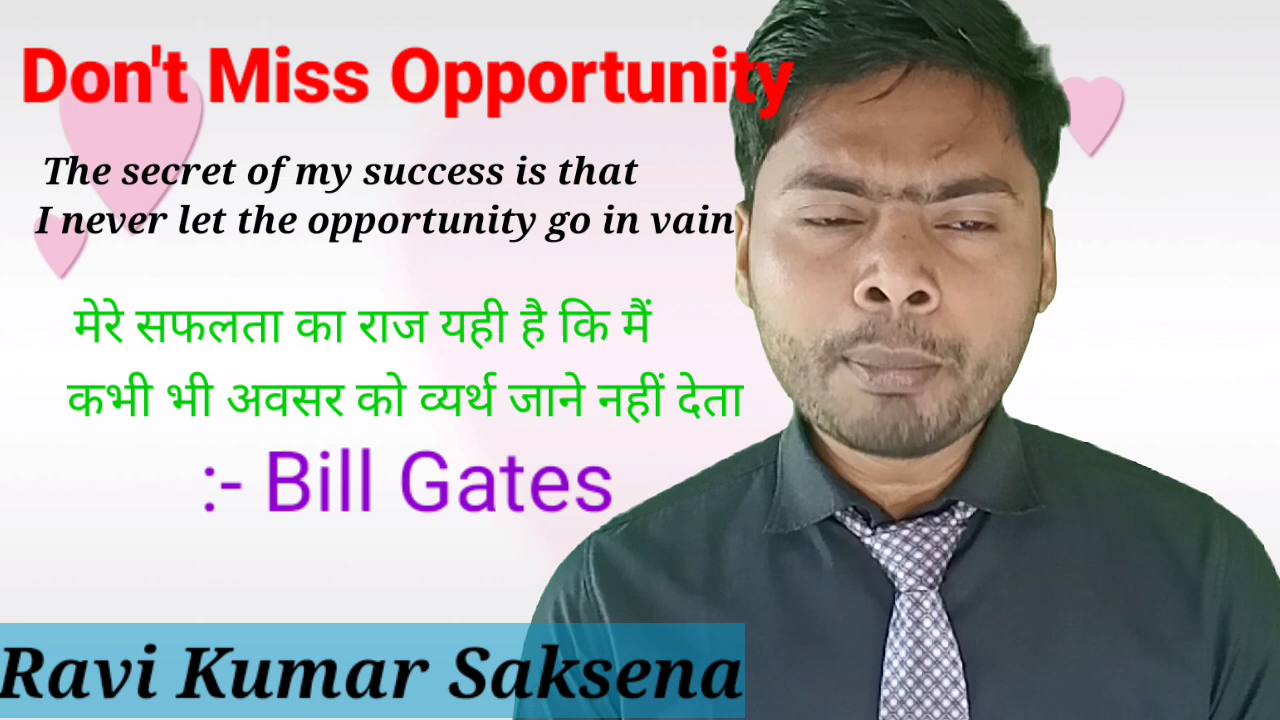 Don't Miss Opportunity
The secret of my success is that
I never let the opportunity go in vain
मेरे सफलता का राज यही है कि मैं
कभी भी अवसर को व्यर्थ जाने नहीं देता
:- Bill Gates
Ravi Kumar Saksena